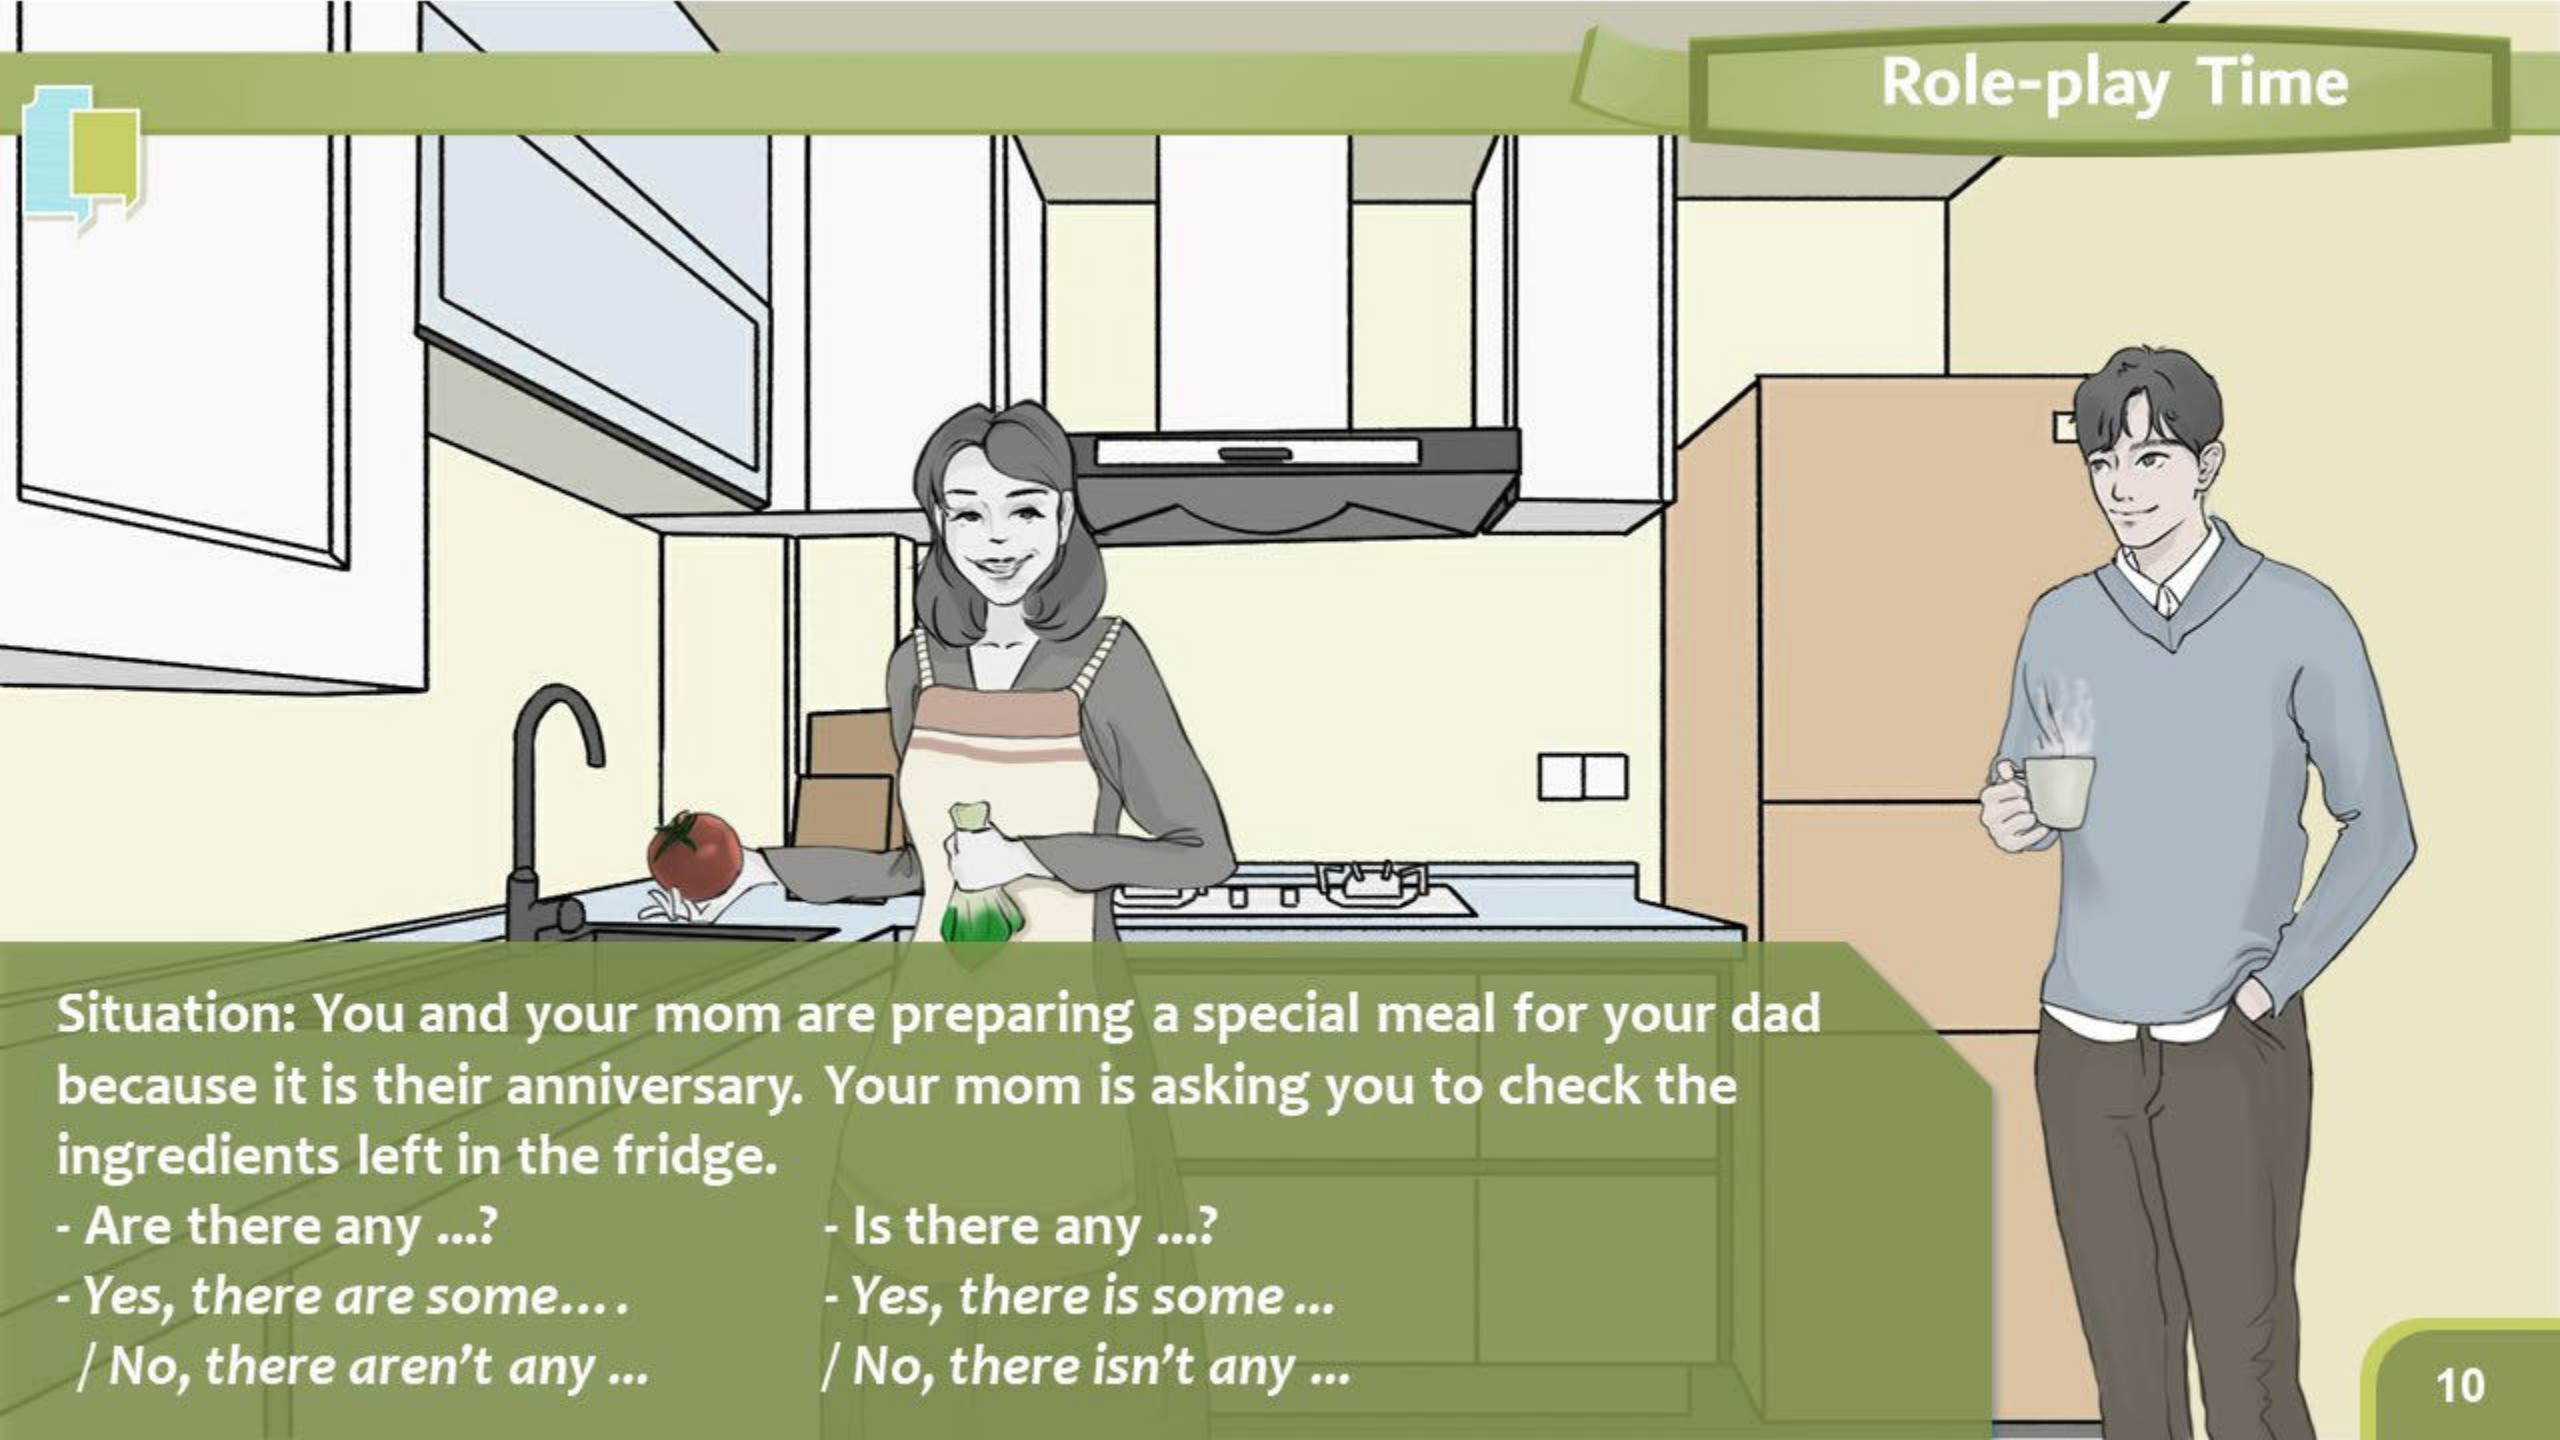 Role-play Time
Situation: You and your mom are preparing a special meal for your dad
because it is their anniversary. Your mom is asking you to check the
ingredients left in the fridge.
- Are there any ...?
- Yes, there are some....
/ No, there aren't any ...
- Is there any ...?
- Yes, there is some ...
/ No, there isn't any ...
10